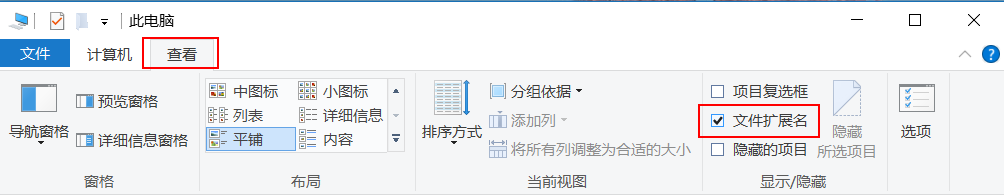 此电脑
文件 计算机 查看
导航窗格
预览窗格
详细信息窗格
窗格
中图标 小图标
列表 详细信息
平铺 内容
布局
排序方式
分组依据
添加列
将所有列调整为合适的大小
当前视图
项目复选框
文件扩展名
隐藏的项目
隐藏
所选项目
显示/隐藏
选项